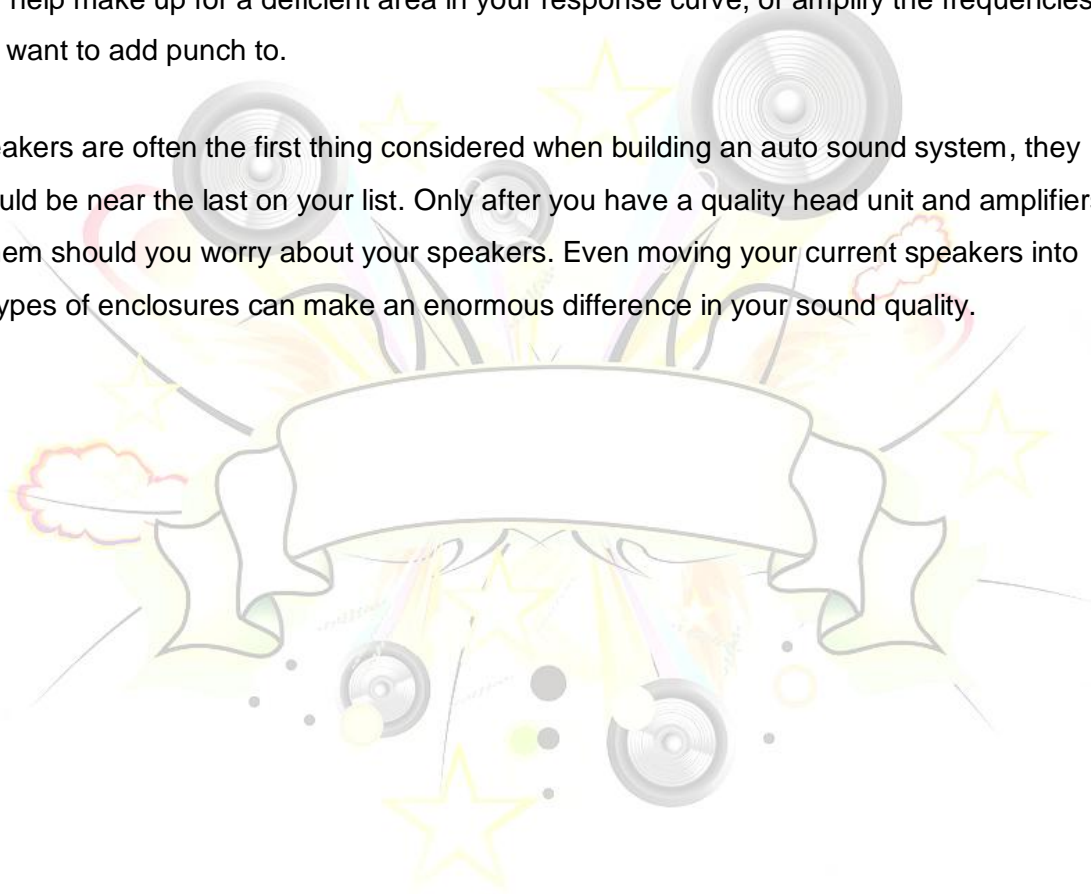 help make up for a deficient area in your response curve, or amplify the frequencies
want to add punch to.
eakers are often the first thing considered when building an auto sound system, they
uld be near the last on your list. Only after you have a quality head unit and amplifier
em should you worry about your speakers. Even moving your current speakers into
ypes of enclosures can make an enormous difference in your sound quality.